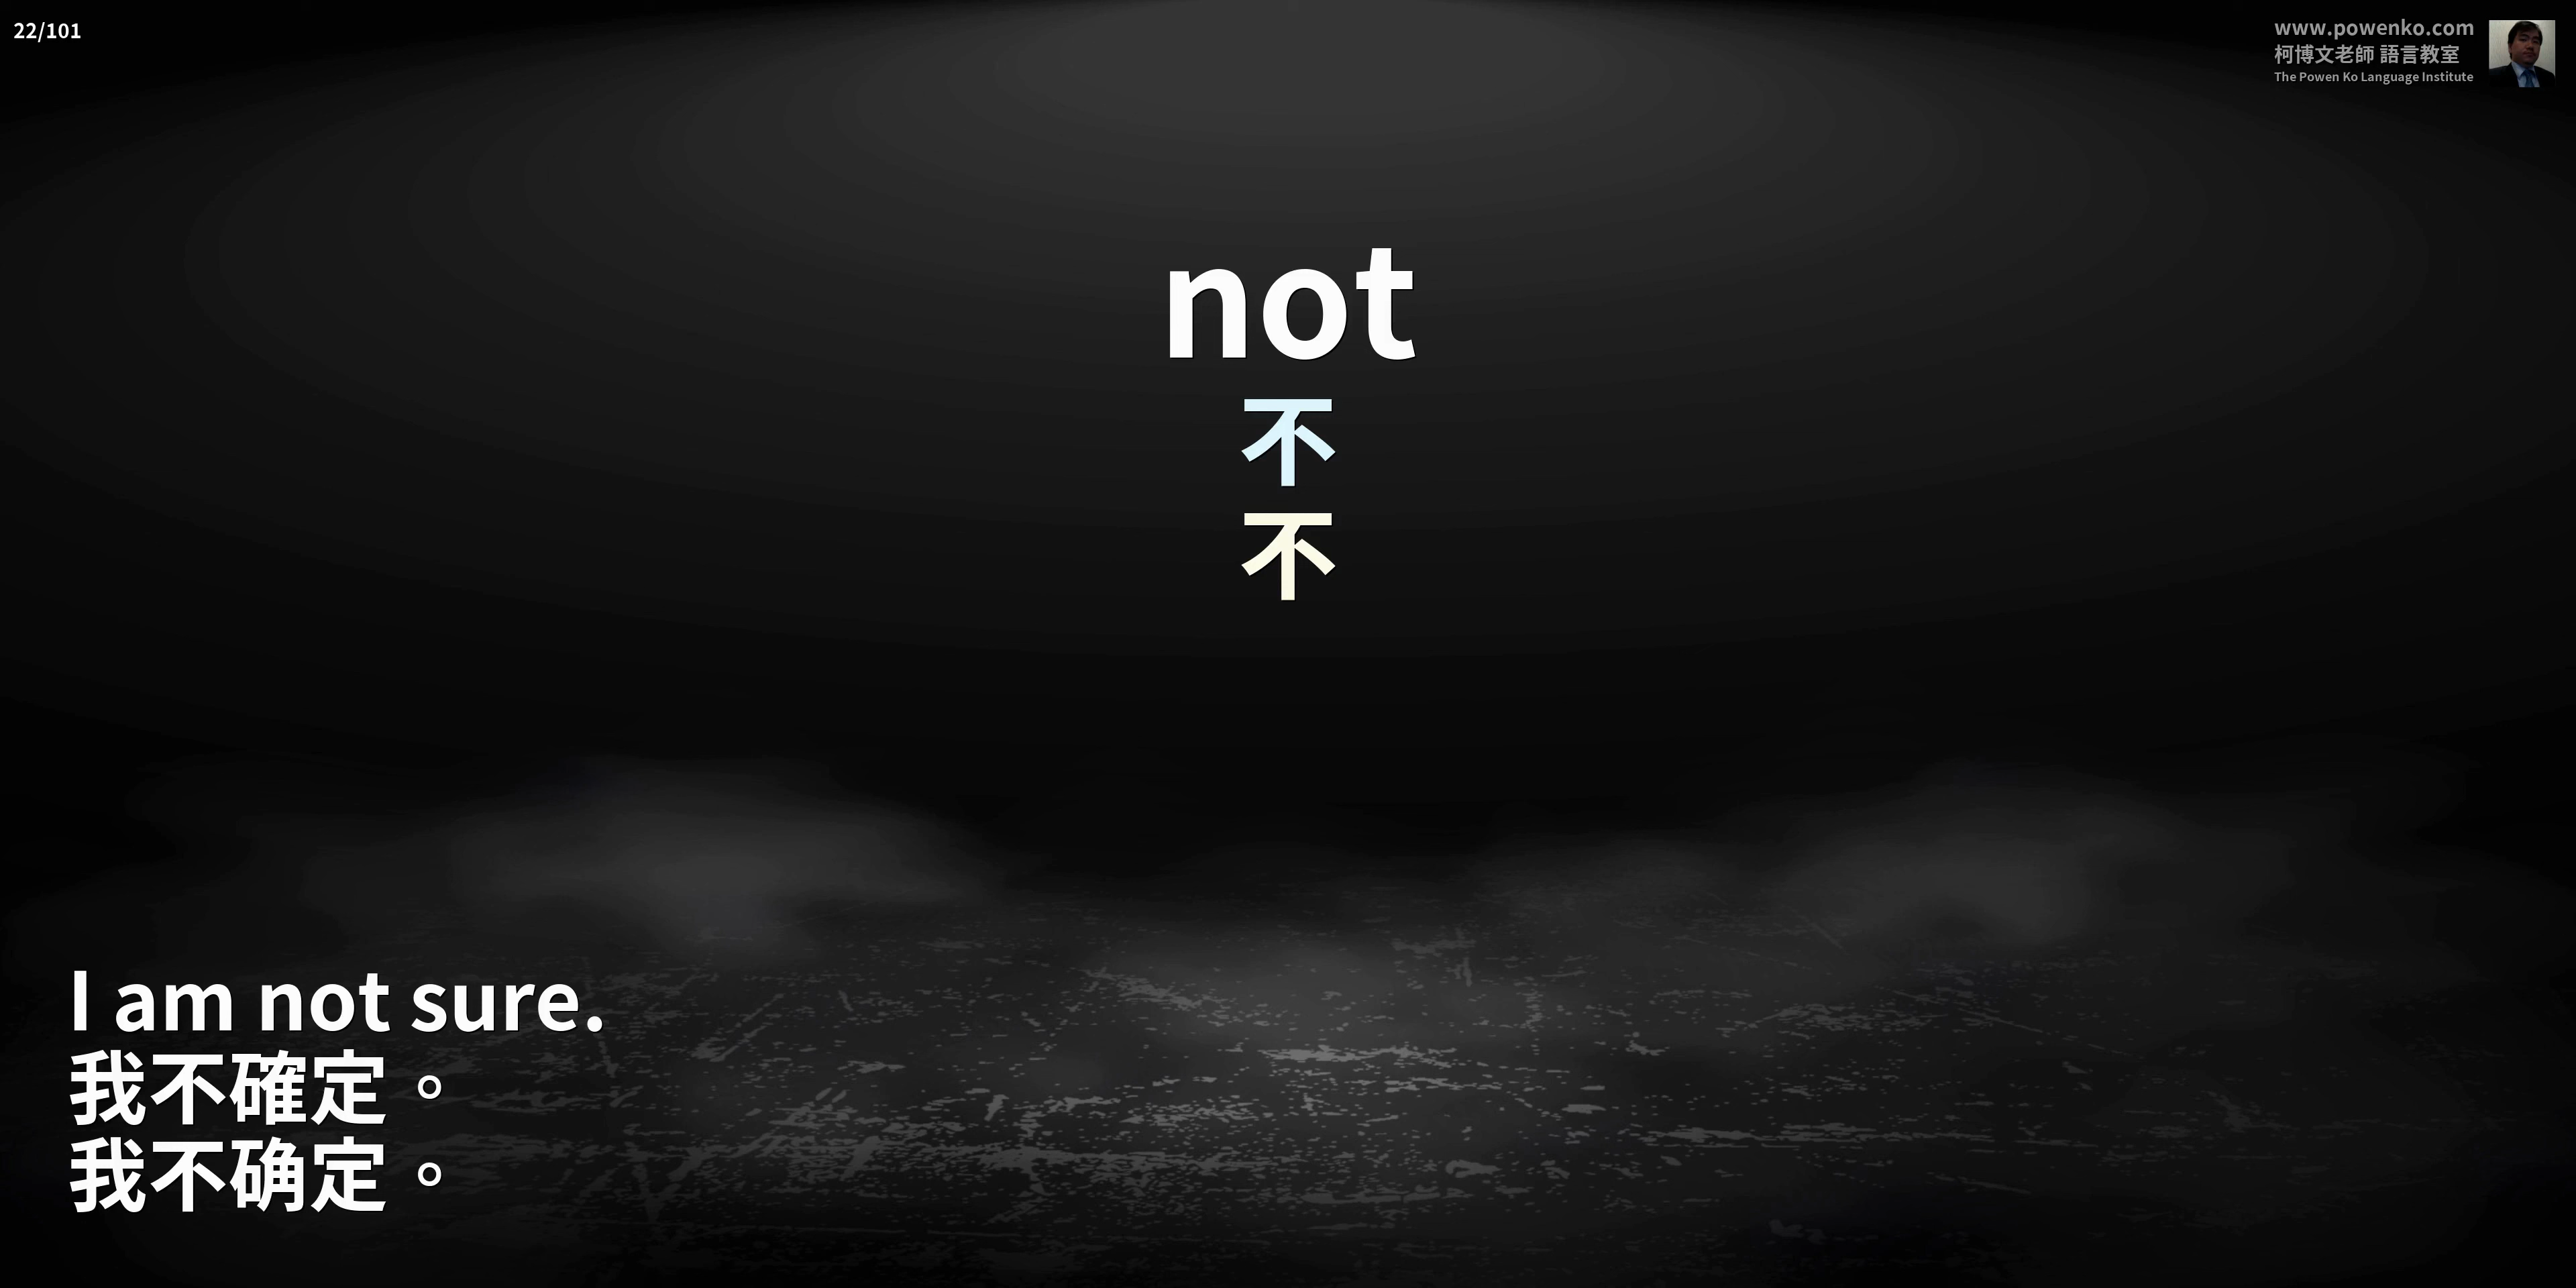 22/101
www.powenko.com
柯博文老師 語言教室
The Powen Ko Language Institute
not
不
不
I am not sure.
我不確定。
我不确定。